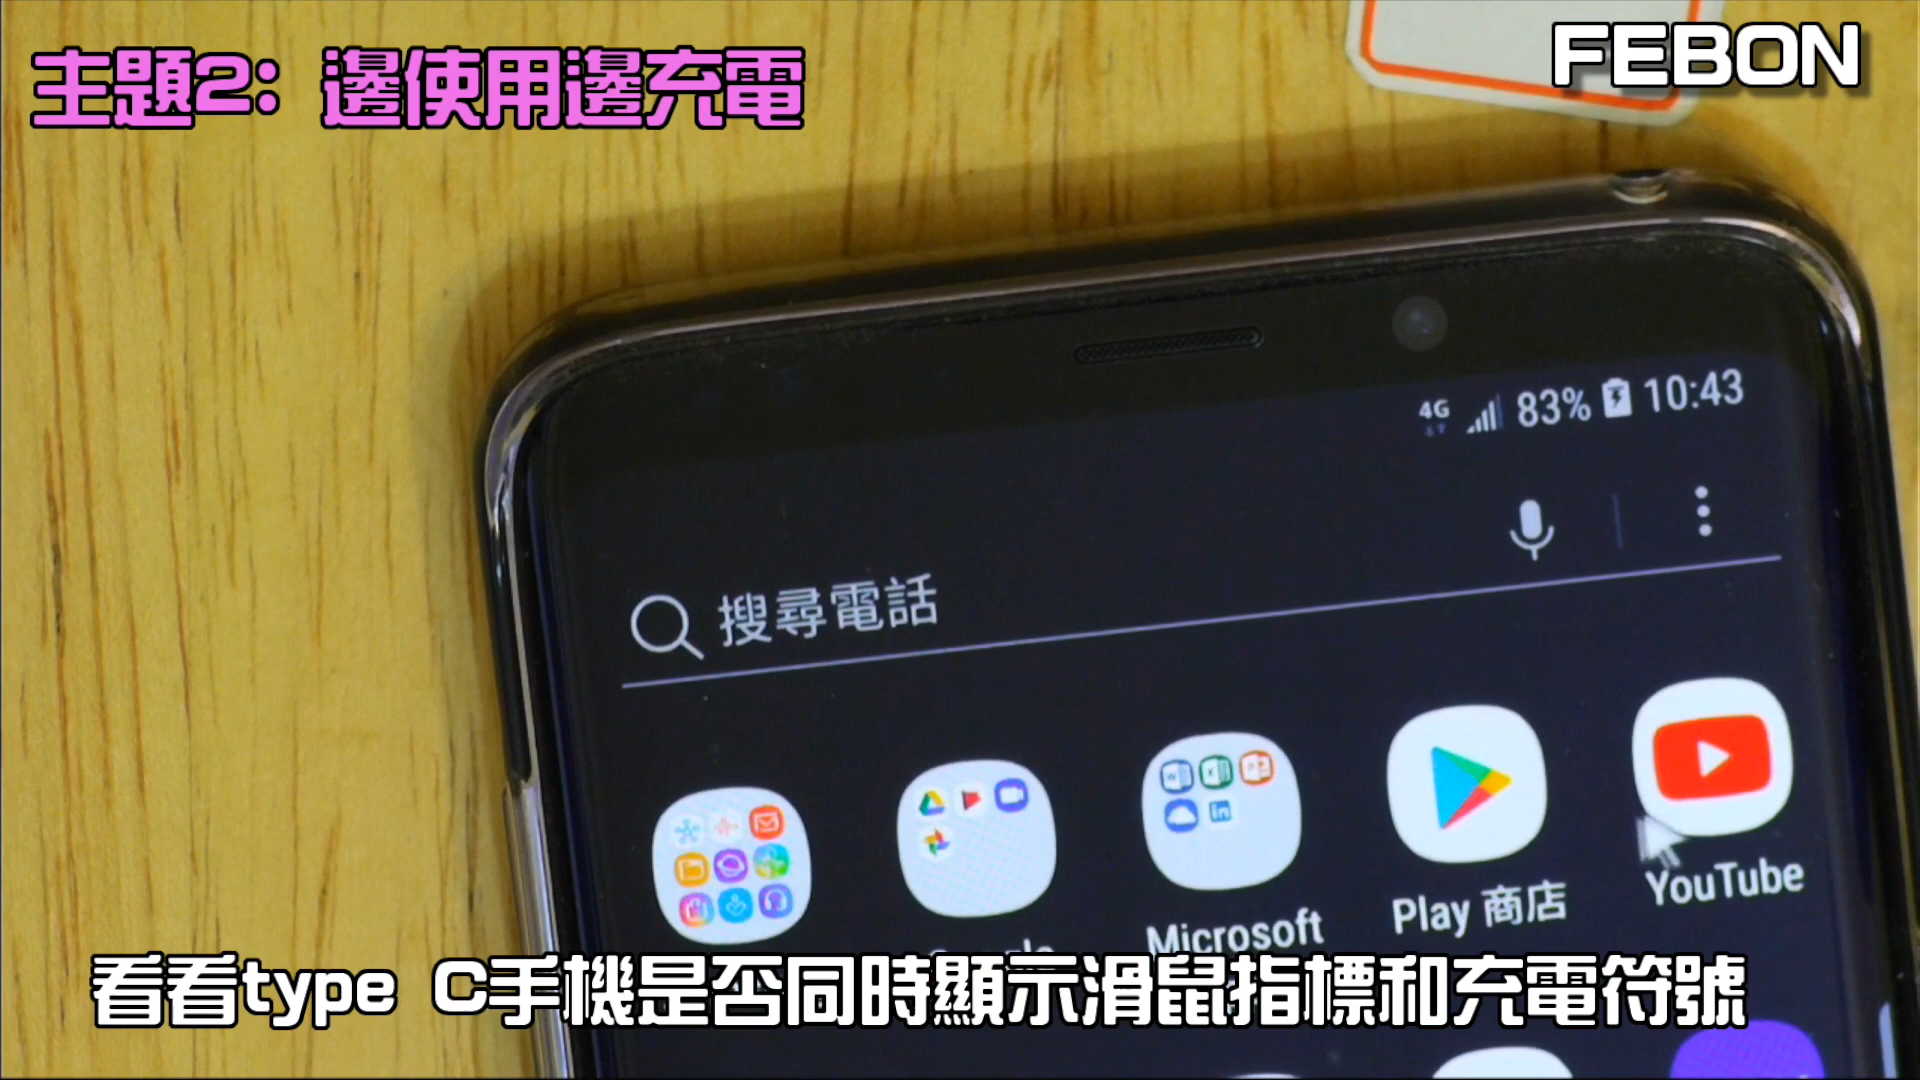 主題2：邊使用邊充電
FEBON
4G 83% 10:43
搜尋電話
Google
Microsoft
Play 商店
YouTube
看看type C手機是否同時顯示滑鼠指標和充電符號